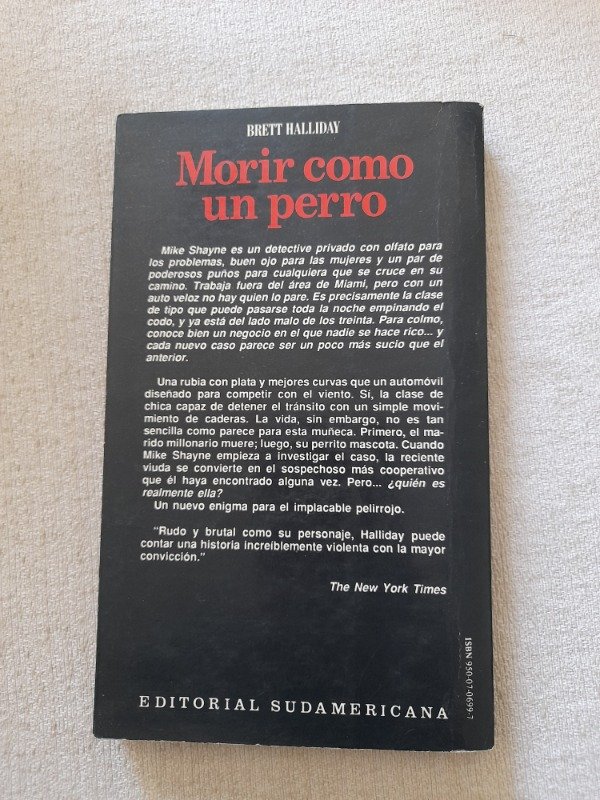 BRETT HALLIDAY
Morir como
un perro
Mike Shayne es un detective privado con olfato para
los problemas, buen ojo para las mujeres y un par de
poderosos puños para cualquiera que se cruce en su
camino. Trabaja fuera del área de Miami, pero con un
auto veloz no hay quien lo pare. Es precisamente la clase
de tipo que puede pasarse toda la noche empinando el
codo, y ya está del lado malo de los treinta. Para colmo,
conoce bien un negocio en el que nadie se hace rico... y
cada nuevo caso parece ser un poco más sucio que el
anterior.
Una rubia con plata y mejores curvas que un automóvil
diseñado para competir con el viento. Sí, la clase de
chica capaz de detener el tránsito con un simple movi-
miento de caderas. La vida, sin embargo, no es tan
sencilla como parece para esta muñeca. Primero, el ma-
rido millonario muere; luego, su perrito mascota. Cuando
Mike Shayne empieza a investigar el caso, la reciente
viuda se convierte en el sospechoso más cooperativo
que él haya encontrado alguna vez. Pero... ¿quién es
realmente ella?
Un nuevo enigma para el implacable pelirrojo.
"Rudo y brutal como su personaje, Halliday puede
contar una historia increíblemente violenta con la mayor
convicción."
The New York Times
ISBN 950-07-0699-7
EDITORIAL SUDAMERICANA